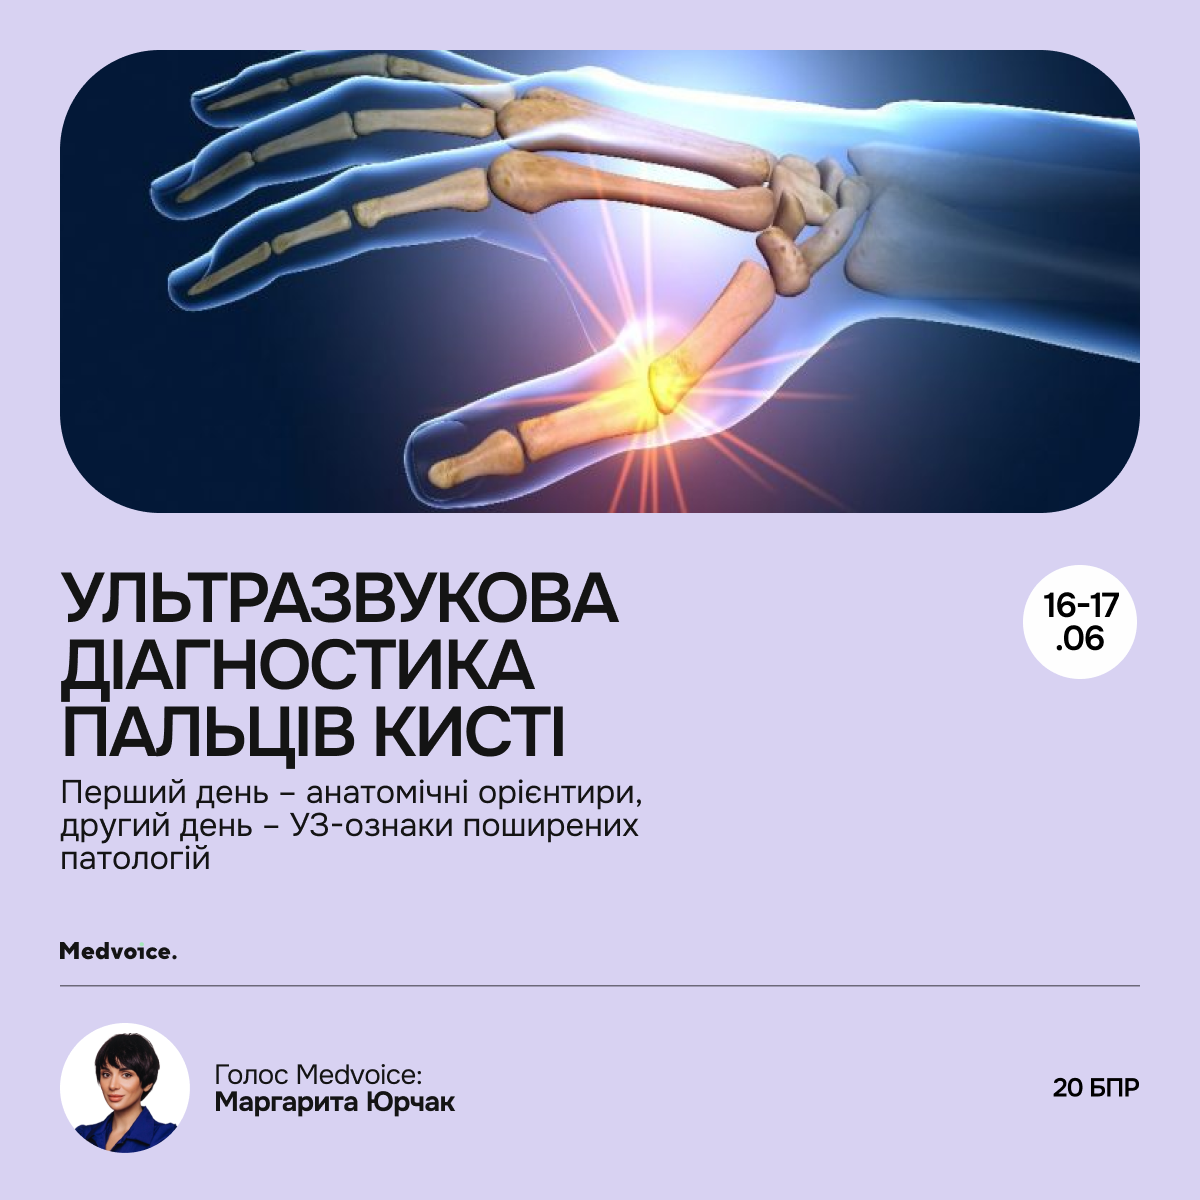 УЛЬТРАЗВУКОВА
ДІАГНОСТИКА
ПАЛЬЦІВ КИСТІ
16-17
.06
Перший день – анатомічні орієнтири,
другий день – УЗ-ознаки поширених
патологій
Medvoice.
Голос Medvoice:
Маргарита Юрчак
20 БПР